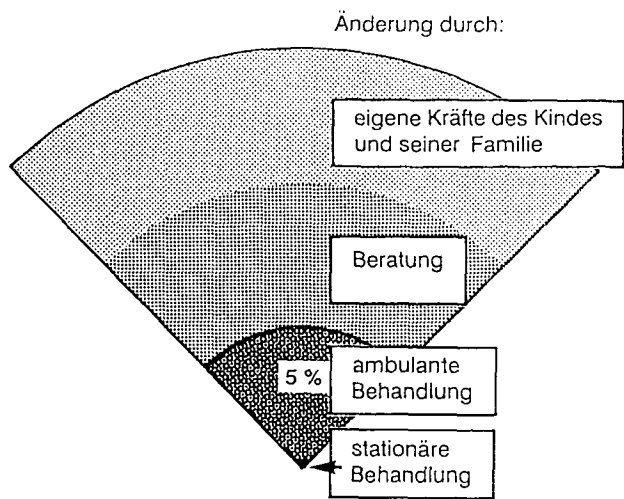 Änderung durch:
eigene Kräfte des Kindes
und seiner Familie
Beratung
5 %
ambulante
Behandlung
stationäre
Behandlung